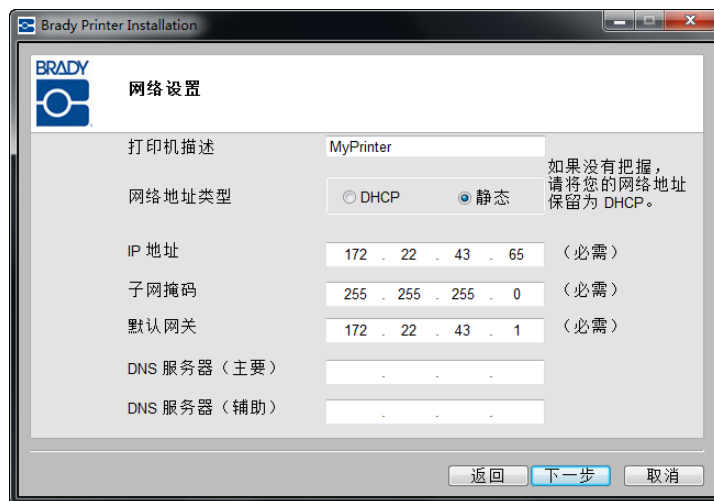 Brady Printer Installation
BRADY
网络设置
打印机描述 MyPrinter
如果没有把握，
请将您的网络地址
保留为 DHCP。
网络地址类型 DHCP 静态
IP 地址 172 . 22 . 43 . 65 （必需）
子网掩码 255 . 255 . 255 . 0 （必需）
默认网关 172 . 22 . 43 . 1 （必需）
DNS 服务器（主要） . . .
DNS 服务器（辅助） . . .
返回 下一步 取消